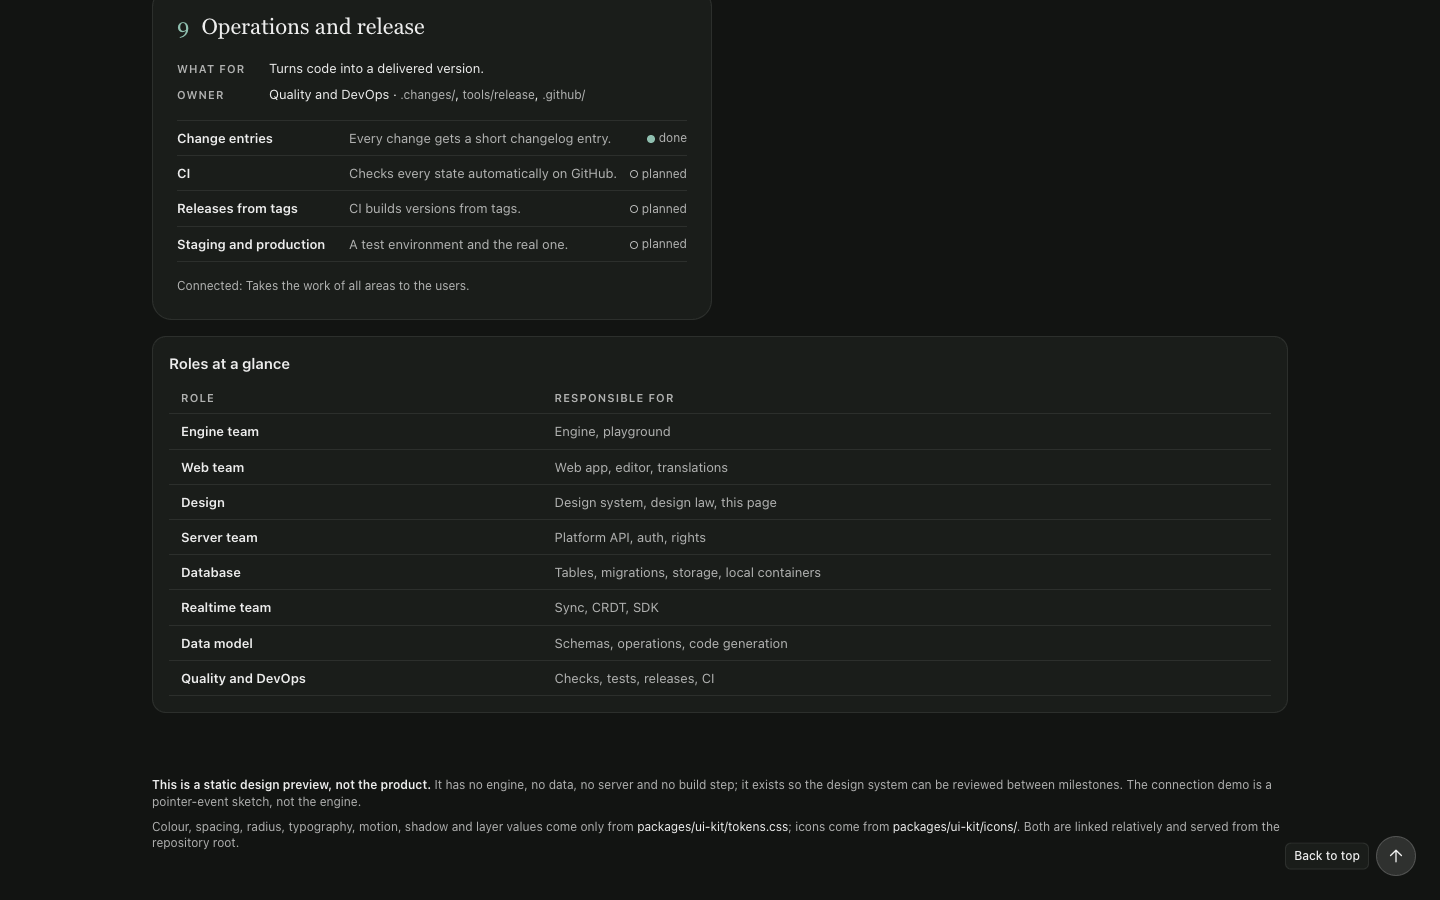 9 Operations and release
WHAT FOR Turns code into a delivered version.
OWNER Quality and DevOps · .changes/, tools/release, .github/
Change entries Every change gets a short changelog entry. done
CI Checks every state automatically on GitHub. planned
Releases from tags CI builds versions from tags. planned
Staging and production A test environment and the real one. planned
Connected: Takes the work of all areas to the users.
Roles at a glance
ROLE RESPONSIBLE FOR
Engine team Engine, playground
Web team Web app, editor, translations
Design Design system, design law, this page
Server team Platform API, auth, rights
Database Tables, migrations, storage, local containers
Realtime team Sync, CRDT, SDK
Data model Schemas, operations, code generation
Quality and DevOps Checks, tests, releases, CI
This is a static design preview, not the product. It has no engine, no data, no server and no build step; it exists so the design system can be reviewed between milestones. The connection demo is a
pointer-event sketch, not the engine.
Colour, spacing, radius, typography, motion, shadow and layer values come only from packages/ui-kit/tokens.css; icons come from packages/ui-kit/icons/. Both are linked relatively and served from the
repository root.
Back to top